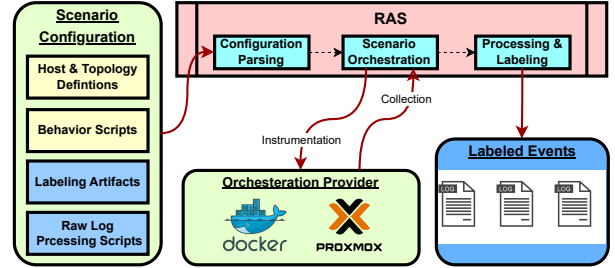 Scenario
Configuration
Host & Topology
Definitions
Behavior Scripts
Labeling Artifacts
Raw Log
Prcessing Scripts
RAS
Configuration
Parsing
Scenario
Orchestration
Processing &
Labeling
Collection
Instrumentation
Orchesteration Provider
docker
PROXMOX
Labeled Events
LOG
LOG
LOG